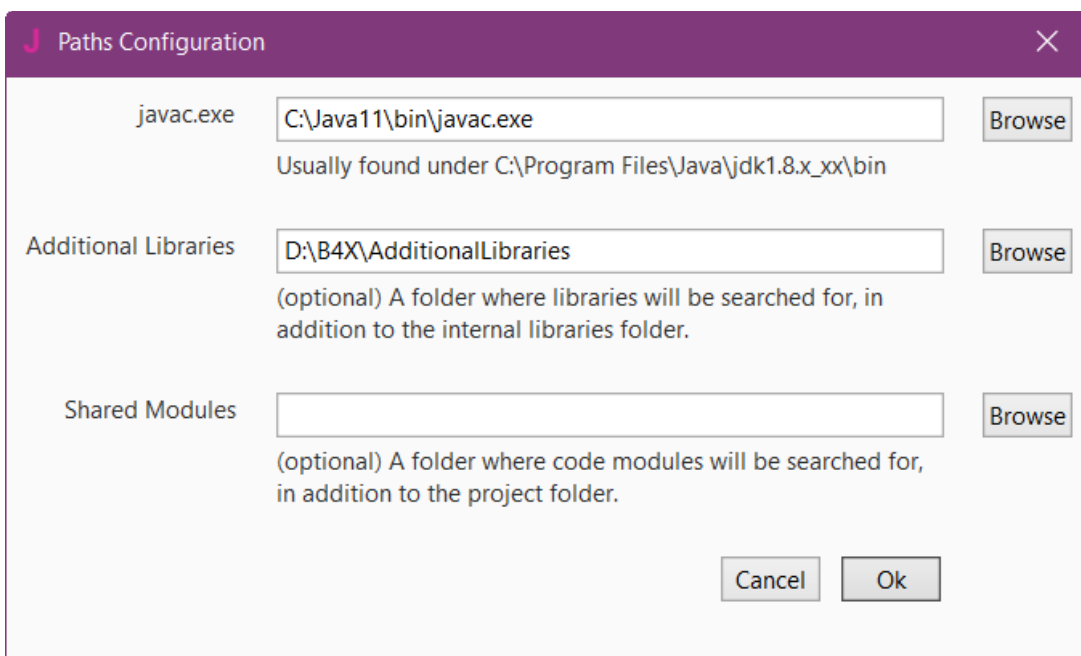 J Paths Configuration
javac.exe
C:\Java11\bin\javac.exe
Browse
Usually found under C:\Program Files\Java\jdk1.8.x_xx\bin
Additional Libraries
D:\B4X\AdditionalLibraries
Browse
(optional) A folder where libraries will be searched for, in
addition to the internal libraries folder.
Shared Modules
Browse
(optional) A folder where code modules will be searched for,
in addition to the project folder.
Cancel
Ok